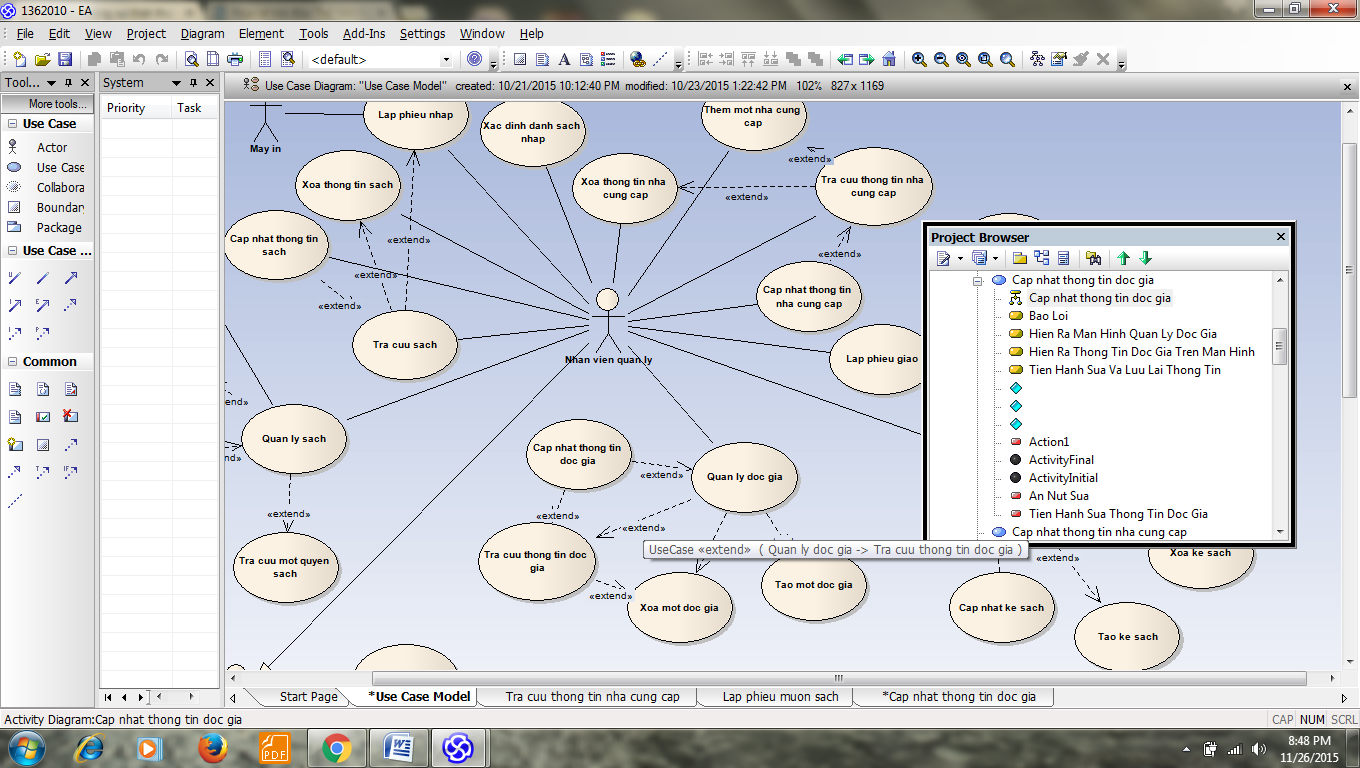 1362010 - EA
File Edit View Project Diagram Element Tools Add-Ins Settings Window Help
<default>
Tool...
System
Use Case Diagram: "Use Case Model" created: 10/21/2015 10:12:40 PM modified: 10/23/2015 1:22:42 PM 102% 827 x 1169
More tools...
Priority Task
Use Case
Actor
Use Case
Collabora
Boundar
Package
Use Case ...
Common
May in
Lap phieu nhap
Xac dinh danh sach
nhap
Them mot nha cung
cap
«extend»
Xoa thong tin sach
Xoa thong tin nha
cung cap
«extend»
Tra cuu thong tin nha
cung cap
Cap nhat thong tin
sach
«extend»
«extend»
«extend»
«extend»
Cap nhat thong tin
nha cung cap
Tra cuu sach
Nhan vien quan ly
Lap phieu giao
end»
Quan ly sach
nd»
«extend»
Tra cuu mot quyen
sach
Cap nhat thong tin
doc gia
«extend»
Quan ly doc gia
«extend»
«extend»
Tra cuu thong tin doc
gia
UseCase «extend» ( Quan ly doc gia -> Tra cuu thong tin doc gia )
«extend»
Xoa mot doc gia
Tao mot doc gia
Project Browser
Cap nhat thong tin doc gia
Cap nhat thong tin doc gia
Bao Loi
Hien Ra Man Hinh Quan Ly Doc Gia
Hien Ra Thong Tin Doc Gia Tren Man Hinh
Tien Hanh Sua Va Luu Lai Thong Tin
Action1
ActivityFinal
ActivityInitial
An Nut Sua
Tien Hanh Sua Thong Tin Doc Gia
Cap nhat thong tin nha cung cap
Xoa ke sach
«extend»
Cap nhat ke sach
Tao ke sach
Start Page *Use Case Model Tra cuu thong tin nha cung cap Lap phieu muon sach *Cap nhat thong tin doc gia
Activity Diagram:Cap nhat thong tin doc gia
CAP NUM SCRL
PDF
8:48 PM
11/26/2015